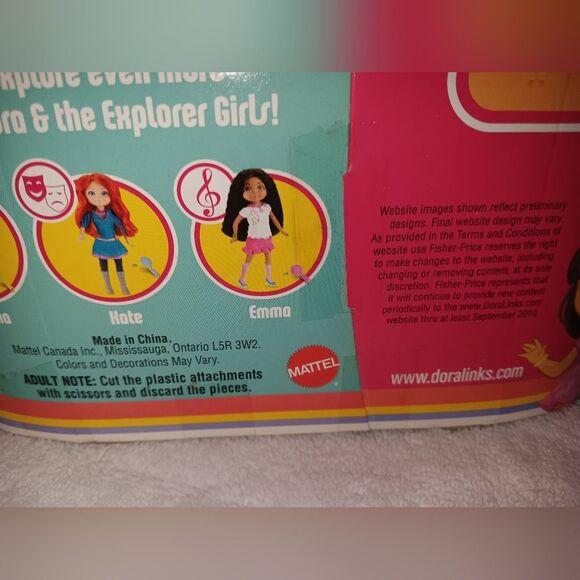 & the Explorer Girls!
Kate
Emma
Made in China.
Mattel Canada Inc., Mississauga, Ontario L5R 3W2.
Colors and Decorations May Vary.
ADULT NOTE: Cut the plastic attachments
with scissors and discard the pieces.
MATTEL
Website images shown reflect preliminary
designs. Final website design may vary.
As provided in the Terms and Conditions of
website use Fisher-Price reserves the right
to make changes to the website, including
changing or removing content, at its sole
discretion. Fisher-Price represents that
it will continue to provide new content
periodically to the www.DoraLinks.com
website thru at least September 2010.
www.doralinks.com